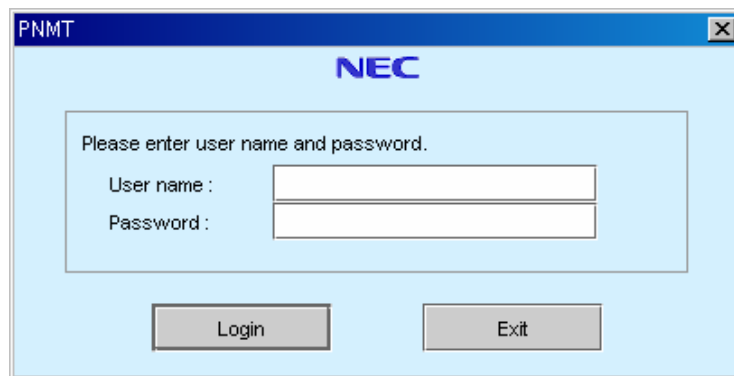 PNMT
NEC
Please enter user name and password.
User name :
Password :
Login Exit